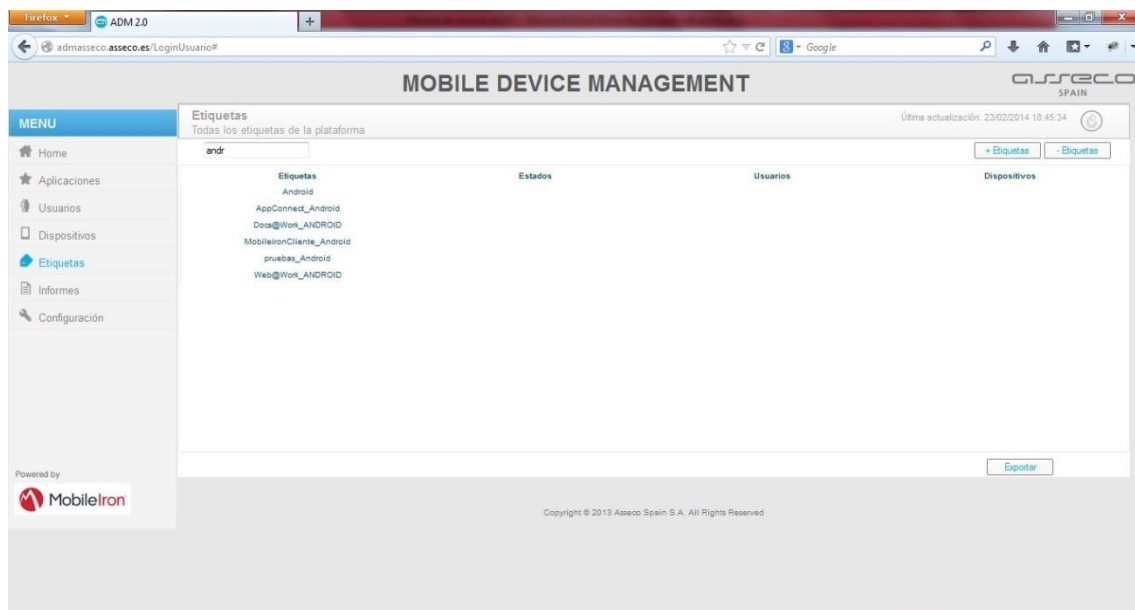 Firefox
ADM 2.0
admasseco.asseco.es/LoginUsuario#
Google
MOBILE DEVICE MANAGEMENT
asseco
SPAIN
MENU
Home
Aplicaciones
Usuarios
Dispositivos
Etiquetas
Informes
Configuración
Powered by
MobileIron
Etiquetas
Todas los etiquetas de la plataforma
Última actualización: 23/02/2014 18:45:34
andr
+ Etiquetas
- Etiquetas
Etiquetas Estados Usuarios Dispositivos
Android
AppConnect_Android
Docs@Work_ANDROID
MobileironCliente_Android
pruebas_Android
Web@Work_ANDROID
Exportar
Copyright © 2013 Asseco Spain S.A. All Rights Reserved